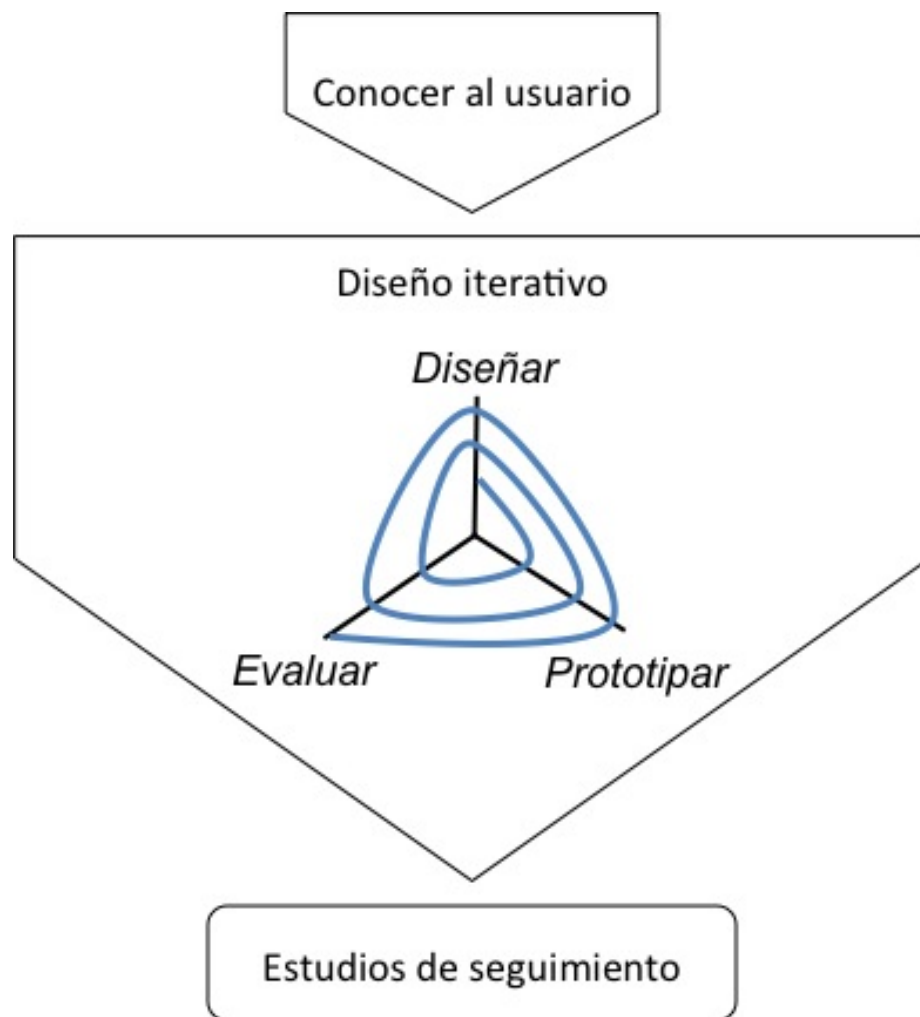 Conocer al usuario
Diseño iterativo
Diseñar
Evaluar
Prototipar
Estudios de seguimiento